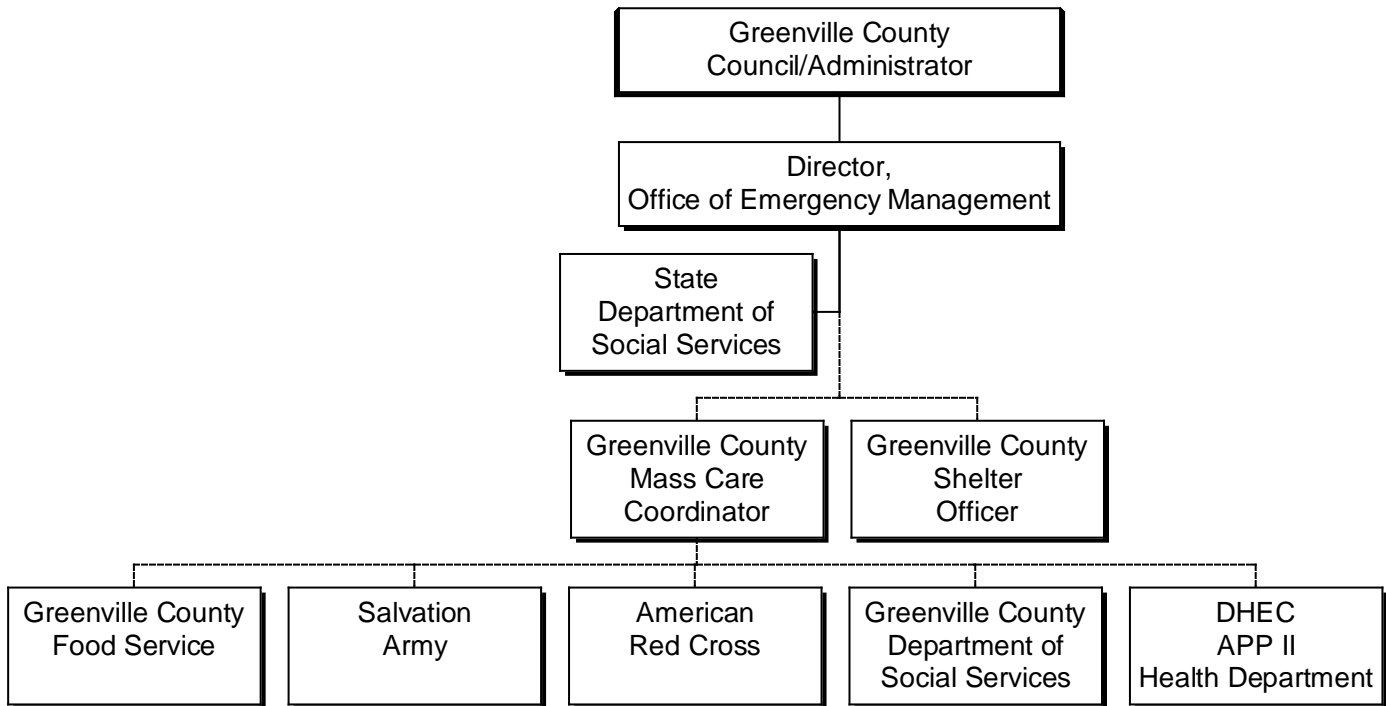 Greenville County
Council/Administrator
Director,
Office of Emergency Management
State
Department of
Social Services
Greenville County
Mass Care
Coordinator
Greenville County
Shelter
Officer
Greenville County
Food Service
Salvation
Army
American
Red Cross
Greenville County
Department of
Social Services
DHEC
APP II
Health Department